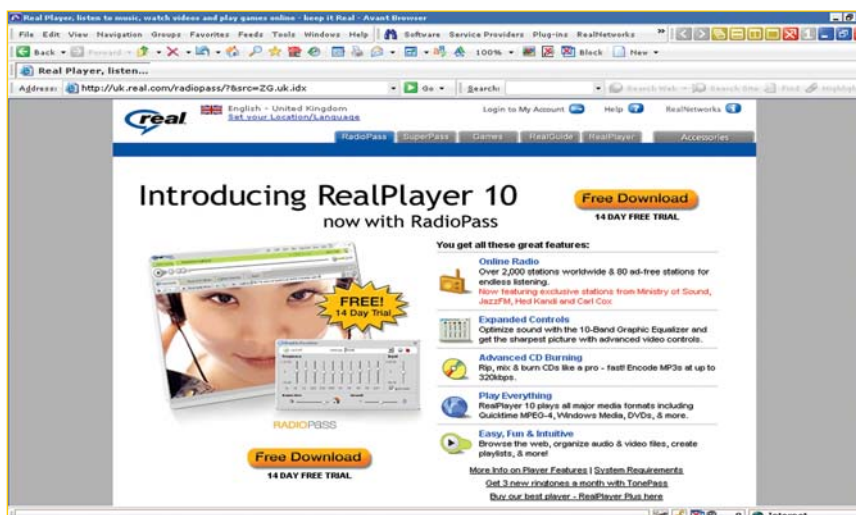 Real Player, listen to music, watch videos and play games online - keep it Real - Avant Browser
File Edit View Navigation Groups Favorites Feeds Tools Windows Help Software Service Providers Plug-ins RealNetworks »
Back Forward 100% Block New
Real Player, listen...
Address: http://uk.real.com/radiopass/?&src=ZG.uk.idx Go Search: Search Web Search Site Find Highlight
real English - United Kingdom Login to My Account Help RealNetworks
Set your Location/Language
RadioPass SuperPass Games RealGuide RealPlayer Accessories
Introducing RealPlayer 10
now with RadioPass
Free Download
14 DAY FREE TRIAL
FREE!
14 Day Trial
RADIOPASS
Free Download
14 DAY FREE TRIAL
You get all these great features:
Online Radio
Over 2,000 stations worldwide & 80 ad-free stations for
endless listening.
Now featuring exclusive stations from Ministry of Sound,
JazzFM, Hed Kandi and Carl Cox
Expanded Controls
Optimize sound with the 10-Band Graphic Equalizer and
get the sharpest picture with advanced video controls.
Advanced CD Burning
Rip, mix & burn CDs like a pro - fast! Encode MP3s at up to
320kbps.
Play Everything
RealPlayer 10 plays all major media formats including
Quicktime MPEG-4, Windows Media, DVDs, & more.
Easy, Fun & Intuitive
Browse the web, organize audio & video files, create
playlists, & more!
More Info on Player Features | System Requirements
Get 3 new ringtones a month with TonePass
Buy our best player - RealPlayer Plus here
0 Internet